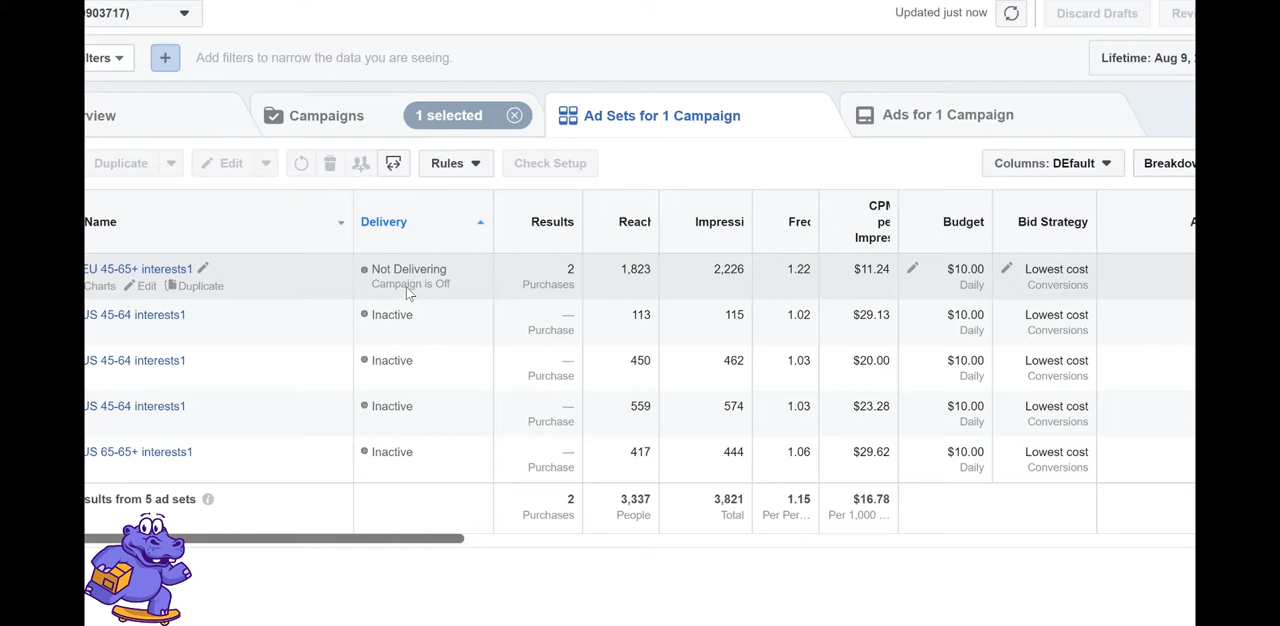 903717)
Updated just now
Discard Drafts
Rev
lters
+
Add filters to narrow the data you are seeing.
Lifetime: Aug 9,
rview
Campaigns
1 selected
Ad Sets for 1 Campaign
Ads for 1 Campaign
Duplicate
Edit
Rules
Check Setup
Columns: DEfault
Breakdow
Name
Delivery
Results
Reach
Impressi
Freq
CPM
per
Impres
Budget
Bid Strategy
A
EU 45-65+ interests1
Charts Edit Duplicate
Not Delivering
Campaign is Off
2
Purchases
1,823
2,226
1.22
$11.24
$10.00
Daily
Lowest cost
Conversions
US 45-64 interests1
Inactive
—
Purchase
113
115
1.02
$29.13
$10.00
Daily
Lowest cost
Conversions
US 45-64 interests1
Inactive
—
Purchase
450
462
1.03
$20.00
$10.00
Daily
Lowest cost
Conversions
US 45-64 interests1
Inactive
—
Purchase
559
574
1.03
$23.28
$10.00
Daily
Lowest cost
Conversions
US 65-65+ interests1
Inactive
—
Purchase
417
444
1.06
$29.62
$10.00
Daily
Lowest cost
Conversions
sults from 5 ad sets
2
Purchases
3,337
People
3,821
Total
1.15
Per Per…
$16.78
Per 1,000 …